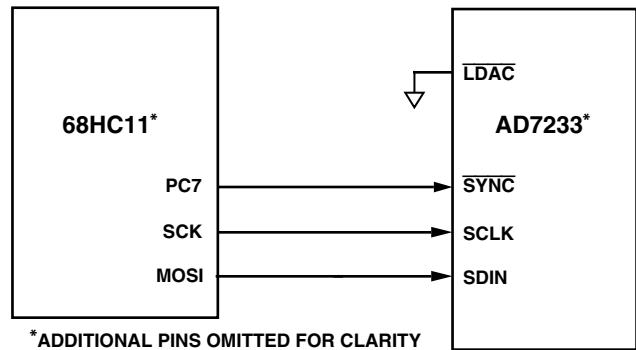 LDAC
68HC11*
AD7233*
PC7
SYNC
SCK
SCLK
MOSI
SDIN
*ADDITIONAL PINS OMITTED FOR CLARITY